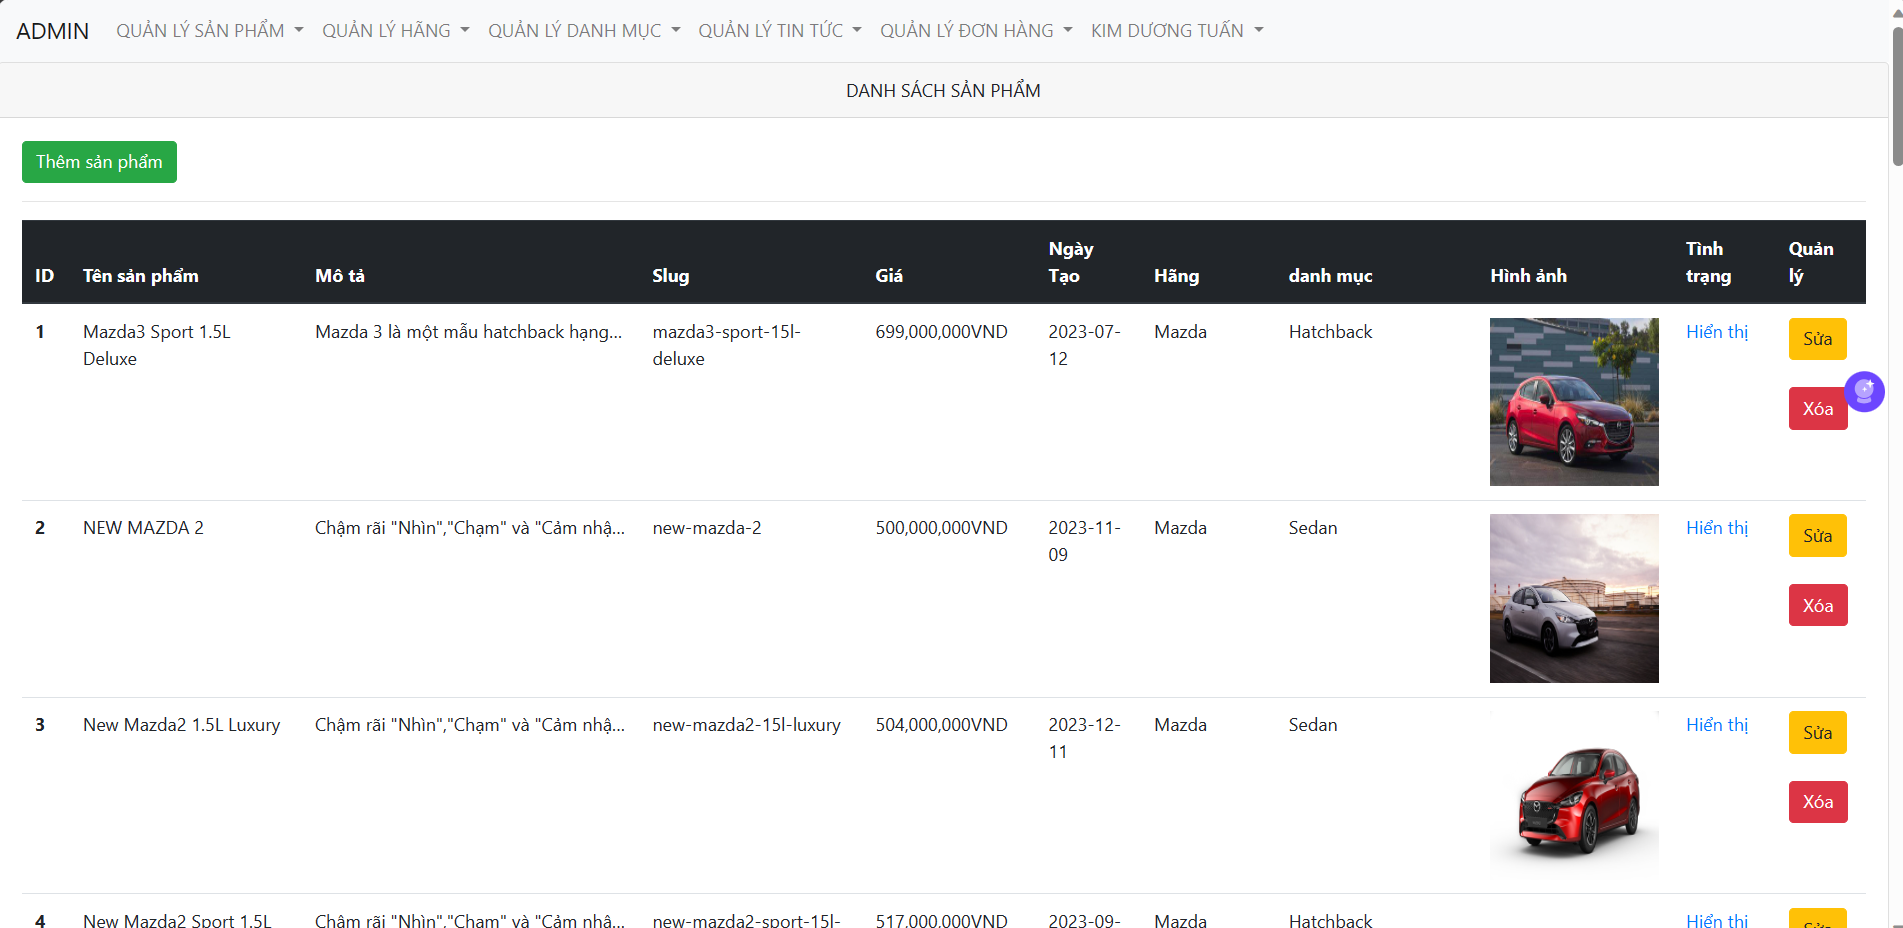 ADMIN QUẢN LÝ SẢN PHẨM QUẢN LÝ HÃNG QUẢN LÝ DANH MỤC QUẢN LÝ TIN TỨC QUẢN LÝ ĐƠN HÀNG KIM DƯƠNG TUẤN
DANH SÁCH SẢN PHẨM
Thêm sản phẩm
ID Tên sản phẩm Mô tả Slug Giá Ngày Tạo Hãng danh mục Hình ảnh Tình trạng Quản lý
1 Mazda3 Sport 1.5L Deluxe Mazda 3 là một mẫu hatchback hạng... mazda3-sport-15l-deluxe 699,000,000VND 2023-07-12 Mazda Hatchback Hiển thị Sửa
Xóa
2 NEW MAZDA 2 Chậm rãi "Nhìn","Chạm" và "Cảm nhậ... new-mazda-2 500,000,000VND 2023-11-09 Mazda Sedan Hiển thị Sửa
Xóa
3 New Mazda2 1.5L Luxury Chậm rãi "Nhìn","Chạm" và "Cảm nhậ... new-mazda2-15l-luxury 504,000,000VND 2023-12-11 Mazda Sedan Hiển thị Sửa
Xóa
4 New Mazda2 Sport 1.5L Chậm rãi "Nhìn","Chạm" và "Cảm nhậ... new-mazda2-sport-15l- 517,000,000VND 2023-09- Mazda Hatchback Hiển thị Sửa